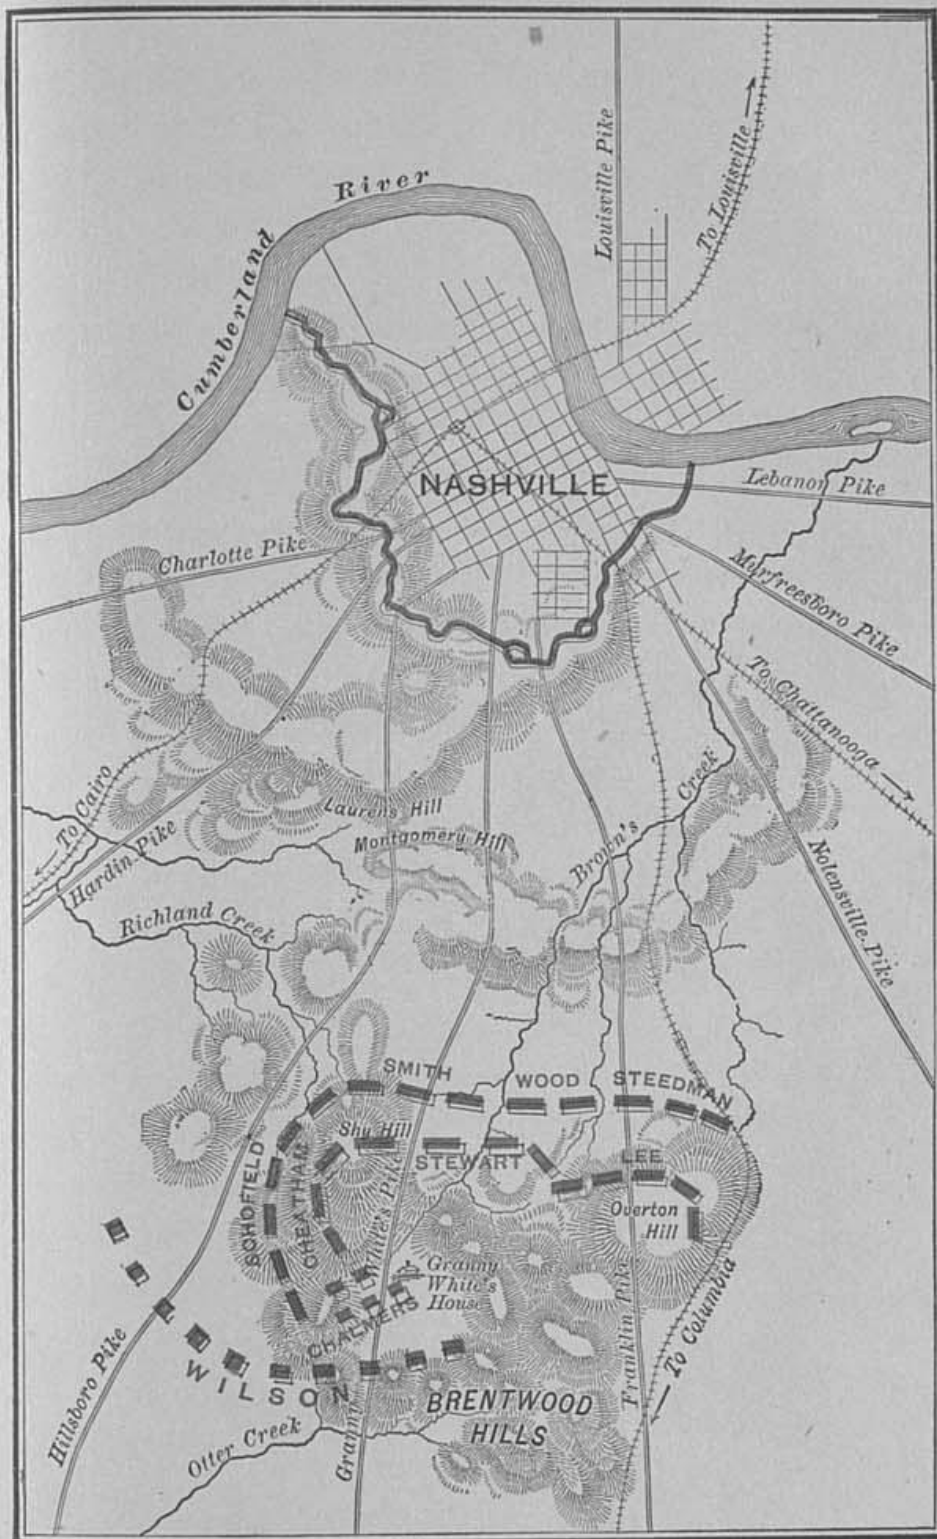 River
Cumberland
Louisville Pike
To Louisville
NASHVILLE
Lebanon Pike
Charlotte Pike
Murfreesboro Pike
To Chattanooga
To Cairo
Hardin Pike
Laurens Hill
Montgomery Hill
Brown's Creek
Nolensville Pike
Richland Creek
SMITH
WOOD
STEEDMAN
Shy Hill
STEWART
LEE
SCHOFIELD
CHEATHAM
Overton
Hill
Granny White's Pike
Granny
White's
House
CHALMERS
WILSON
Hillsboro Pike
Franklin Pike
To Columbia
BRENTWOOD
HILLS
Otter Creek